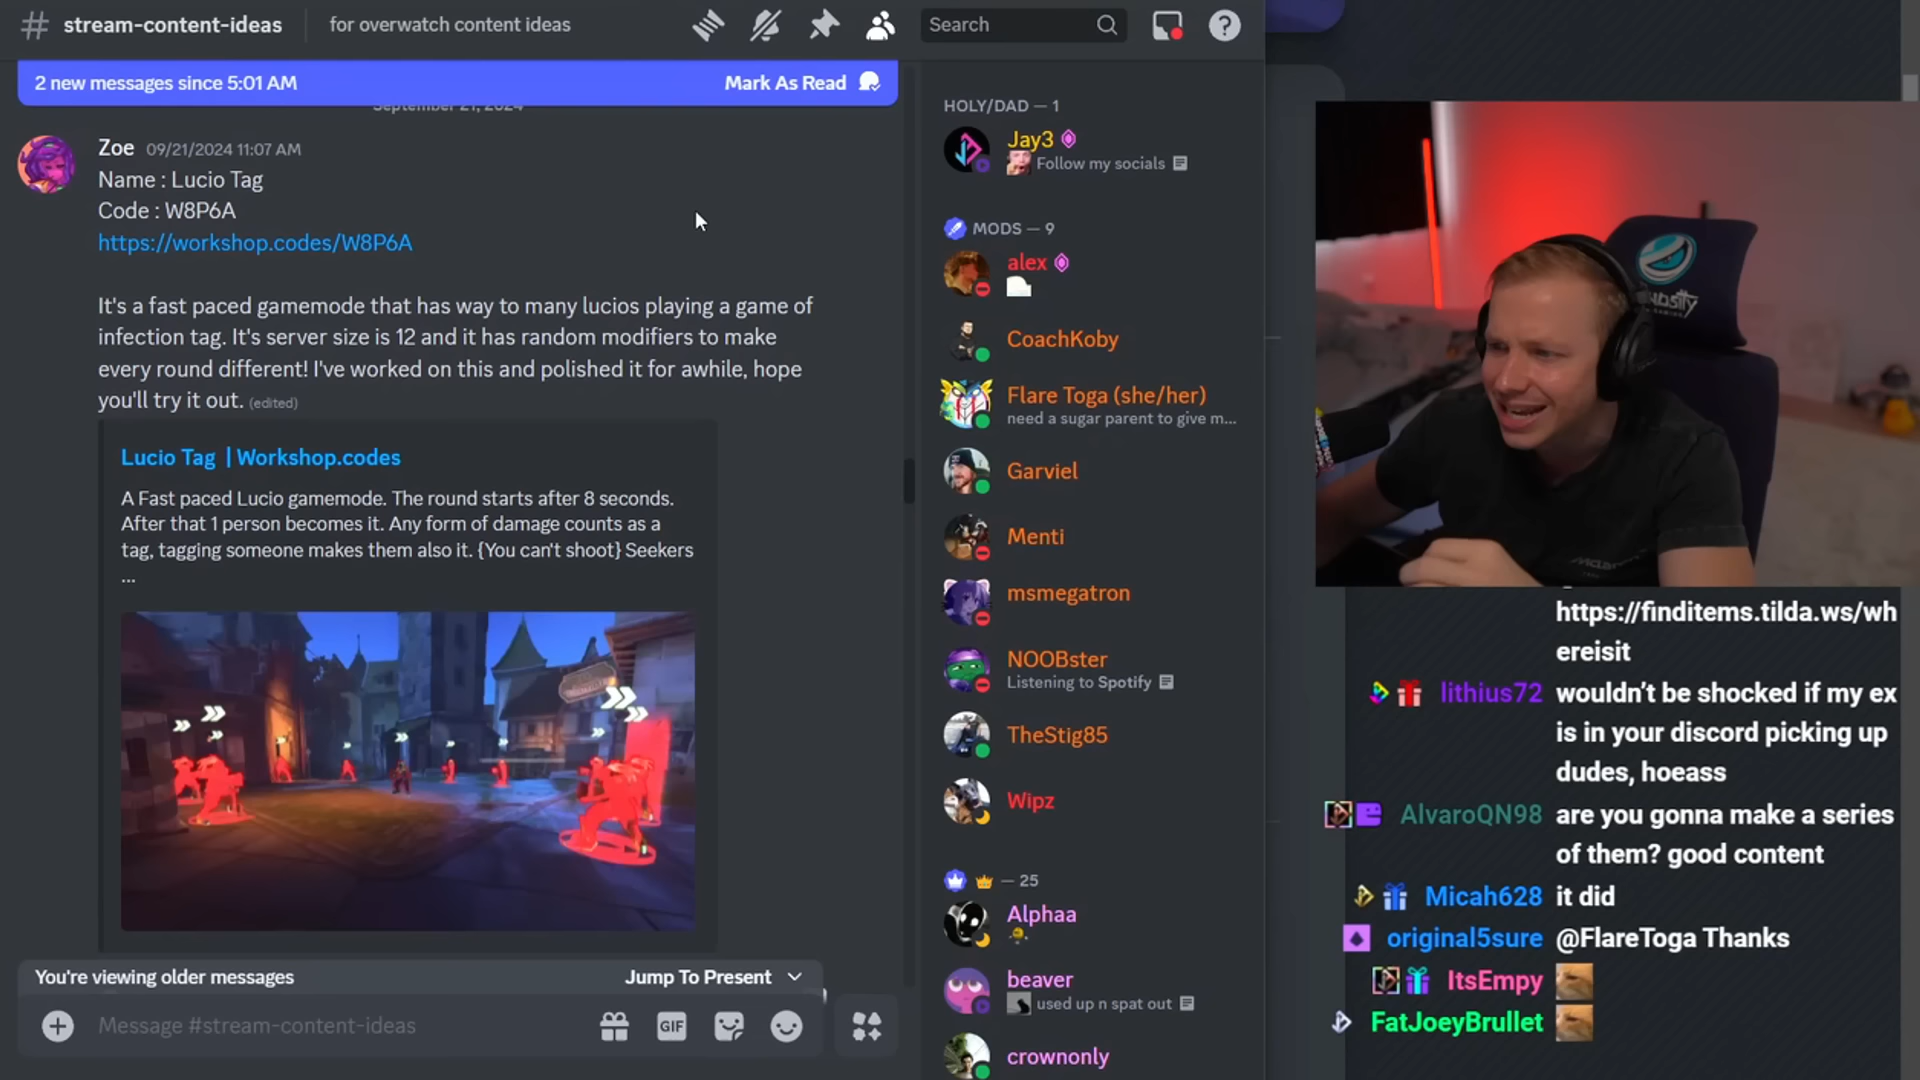 stream-content-ideas
for overwatch content ideas
Search
2 new messages since 5:01 AM
Mark As Read
September 21, 2024
Zoe 09/21/2024 11:07 AM
Name : Lucio Tag
Code : W8P6A
https://workshop.codes/W8P6A
It's a fast paced gamemode that has way to many lucios playing a game of
infection tag. It's server size is 12 and it has random modifiers to make
every round different! I've worked on this and polished it for awhile, hope
you'll try it out. (edited)
Lucio Tag | Workshop.codes
A Fast paced Lucio gamemode. The round starts after 8 seconds.
After that 1 person becomes it. Any form of damage counts as a
tag, tagging someone makes them also it. {You can't shoot} Seekers
...
You're viewing older messages
Jump To Present
Message #stream-content-ideas
GIF
HOLY/DAD — 1
Jay3
Follow my socials
MODS — 9
alex
CoachKoby
Flare Toga (she/her)
need a sugar parent to give m...
Garviel
Menti
msmegatron
NOOBster
Listening to Spotify
TheStig85
Wipz
— 25
Alphaa
beaver
used up n spat out
crownonly
https://finditems.tilda.ws/wh
ereisit
lithius72 wouldn't be shocked if my ex
is in your discord picking up
dudes, hoeass
AlvaroQN98 are you gonna make a series
of them? good content
Micah628 it did
original5sure @FlareToga Thanks
ItsEmpy
FatJoeyBrullet